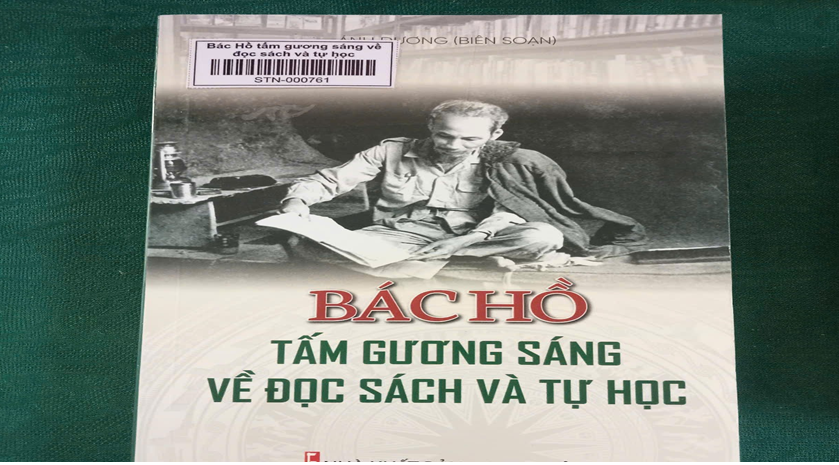 DƯƠNG (BIÊN SOẠN)
Bác Hồ tấm gương sáng về
đọc sách và tự học
STN-000761
BÁC HỒ
TẤM GƯƠNG SÁNG
VỀ ĐỌC SÁCH VÀ TỰ HỌC